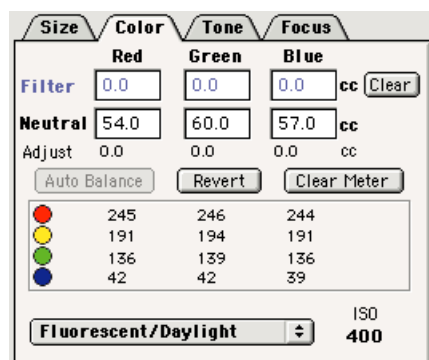 Size Color Tone Focus
Red Green Blue
Filter 0.0 0.0 0.0 cc Clear
Neutral 54.0 60.0 57.0 cc
Adjust 0.0 0.0 0.0 cc
Auto Balance Revert Clear Meter
245 246 244
191 194 191
136 139 136
42 42 39
ISO
Fluorescent/Daylight 400